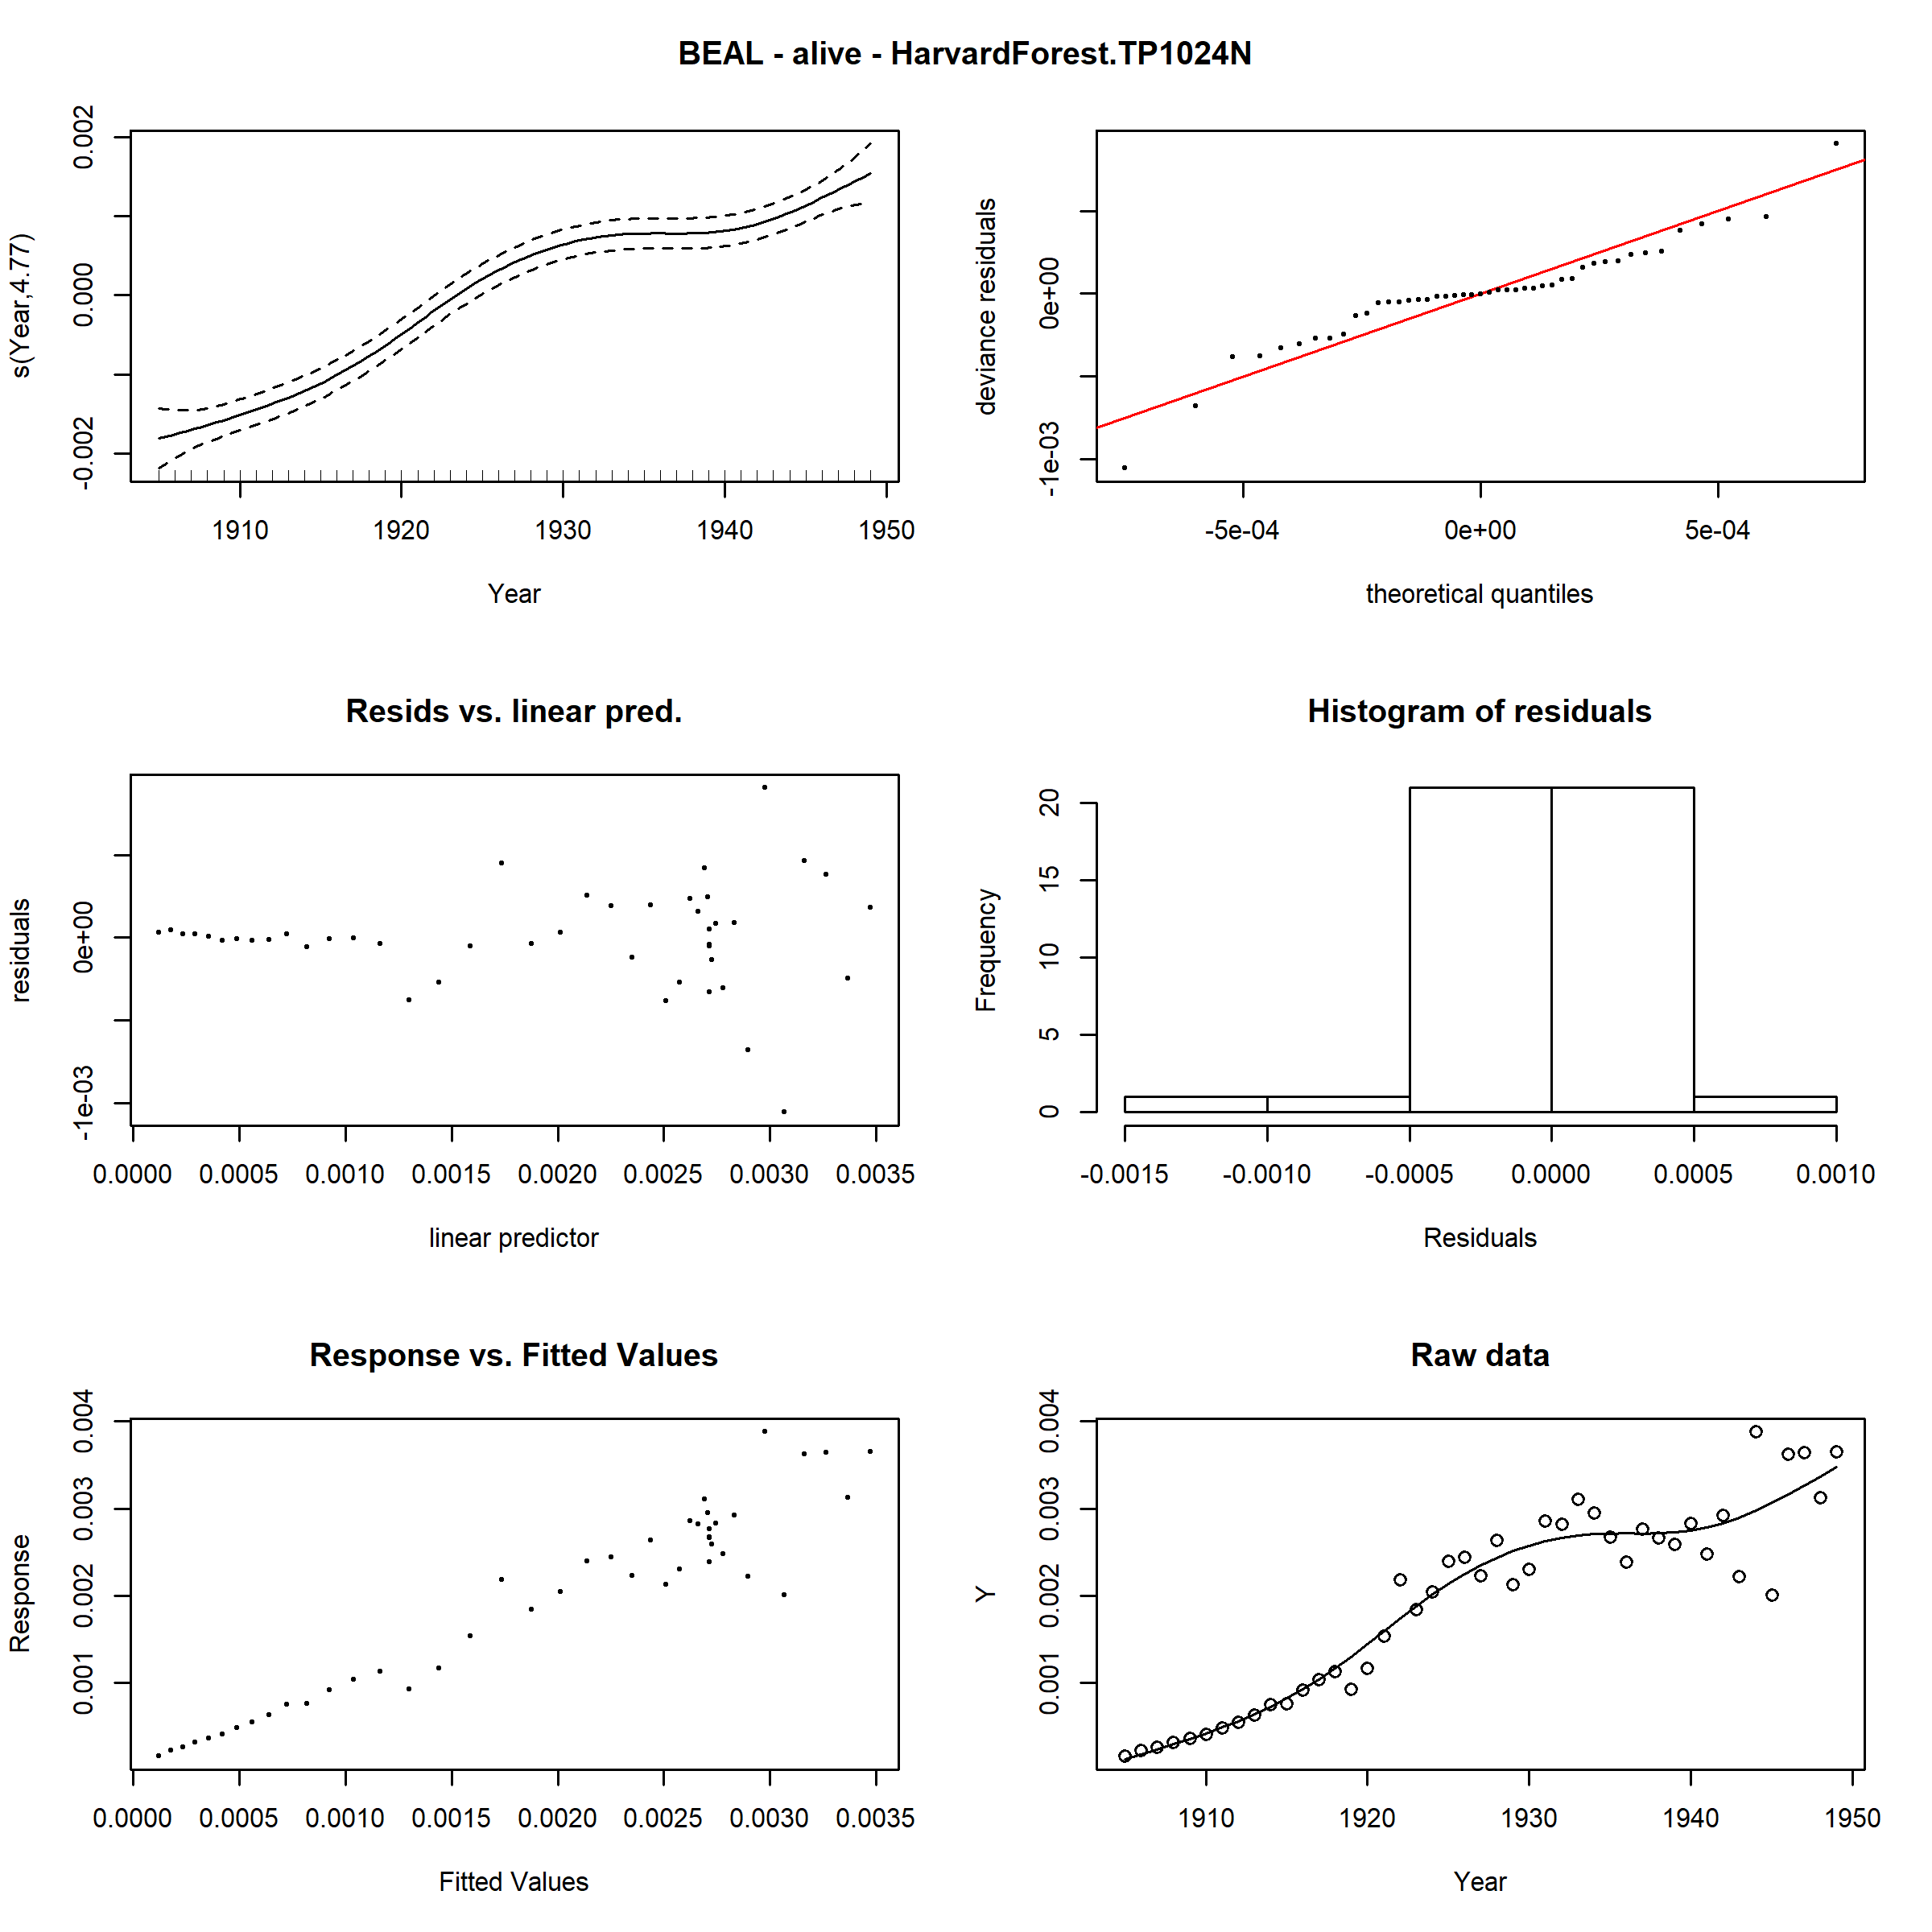 BEAL - alive - HarvardForest.TP1024N
s(Year,4.77)
0.002
0.000
-0.002
1910 1920 1930 1940 1950
Year
deviance residuals
0e+00
-1e-03
-5e-04 0e+00 5e-04
theoretical quantiles
Resids vs. linear pred.
residuals
0e+00
-1e-03
0.0000 0.0005 0.0010 0.0015 0.0020 0.0025 0.0030 0.0035
linear predictor
Histogram of residuals
Frequency
20
15
10
5
0
-0.0015 -0.0010 -0.0005 0.0000 0.0005 0.0010
Residuals
Response vs. Fitted Values
Response
0.004
0.003
0.002
0.001
0.0000 0.0005 0.0010 0.0015 0.0020 0.0025 0.0030 0.0035
Fitted Values
Raw data
Y
0.004
0.003
0.002
0.001
1910 1920 1930 1940 1950
Year